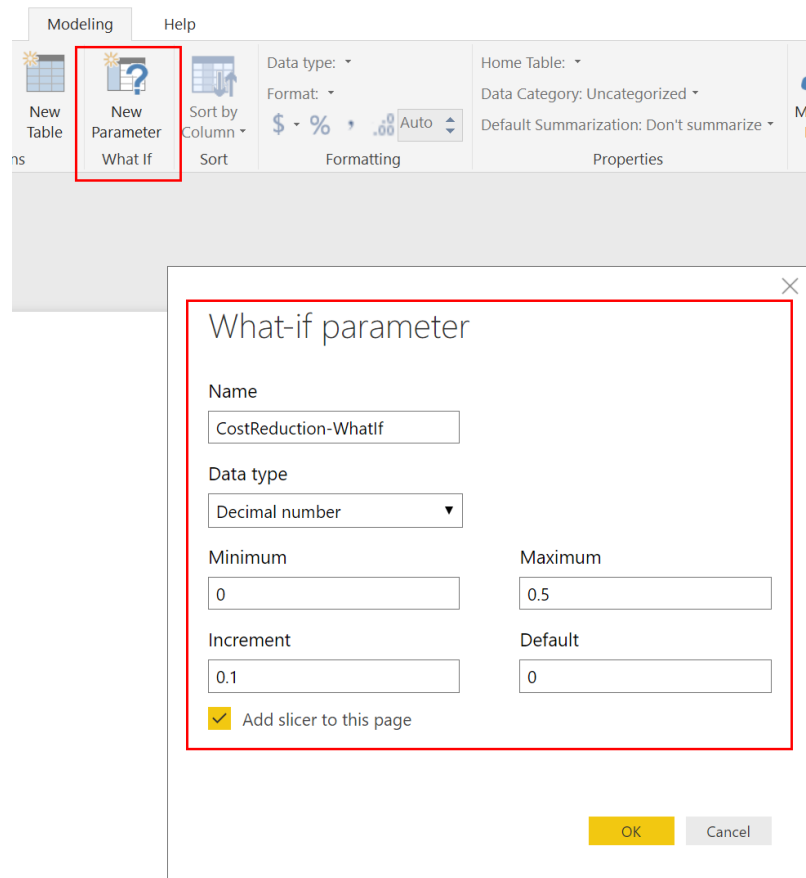 Modeling Help
New
Table
New
Parameter
What If
Sort by
Column
Sort
Data type:
Format:
$ % , .00 Auto
Formatting
Home Table:
Data Category: Uncategorized
Default Summarization: Don't summarize
Properties
ns
M
What-if parameter
Name
CostReduction-WhatIf
Data type
Decimal number
Minimum Maximum
0 0.5
Increment Default
0.1 0
Add slicer to this page
OK Cancel